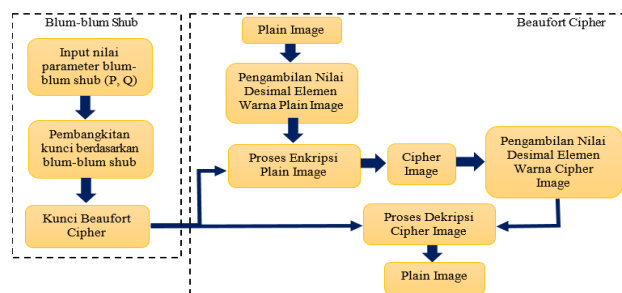 Blum-blum Shub
Input nilai
parameter blum-
blum shub (P, Q)
Pembangkitan
kunci berdasarkan
blum-blum shub
Kunci Beaufort
Cipher
Beaufort Cipher
Plain Image
Pengambilan Nilai
Desimal Elemen
Warna Plain Image
Proses Enkripsi
Plain Image
Cipher
Image
Pengambilan Nilai
Desimal Elemen
Warna Cipher
Image
Proses Dekripsi
Cipher Image
Plain Image